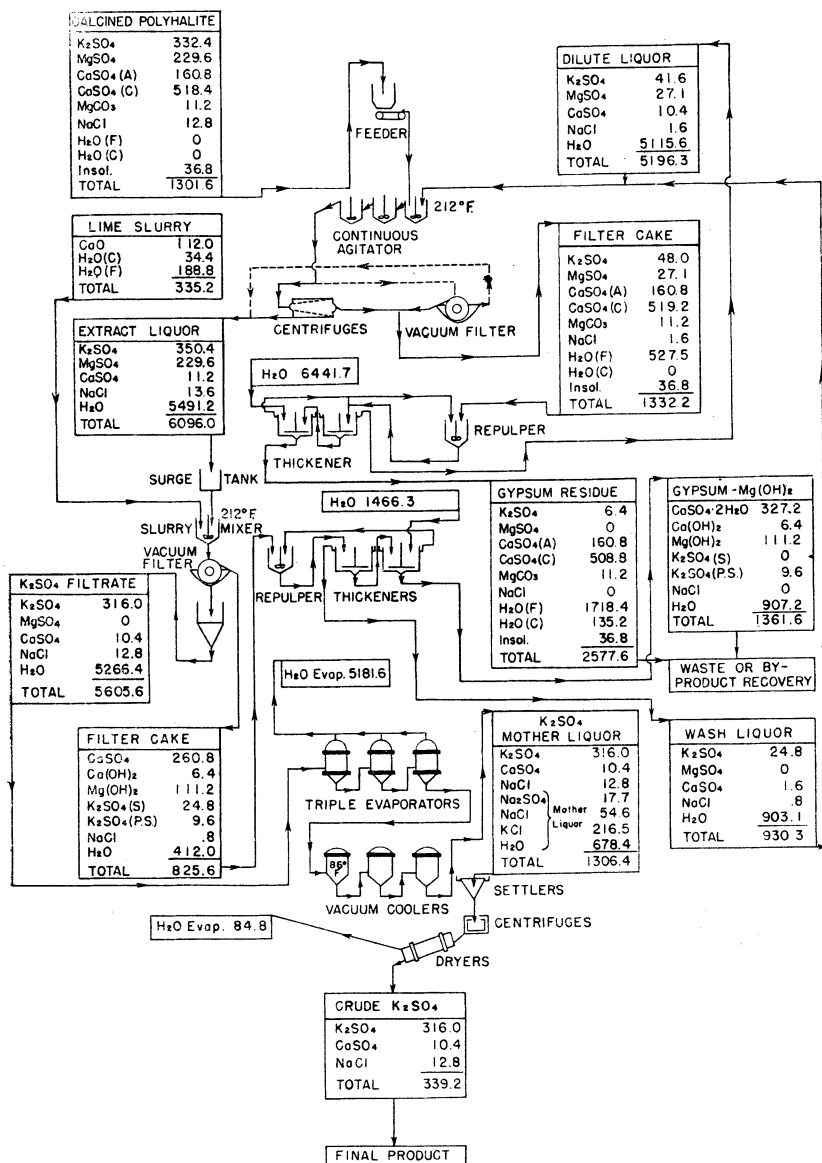 CALCINED POLYHALITE
K₂SO₄ 332.4
MgSO₄ 229.6
CaSO₄ (A) 160.8
CaSO₄ (C) 518.4
MgCO₃ 11.2
NaCl 12.8
H₂O (F) 0
H₂O (C) 0
Insol. 36.8
TOTAL 1301.6
FEEDER
DILUTE LIQUOR
K₂SO₄ 41.6
MgSO₄ 27.1
CaSO₄ 10.4
NaCl 1.6
H₂O 5115.6
TOTAL 5196.3
212°F.
CONTINUOUS
AGITATOR
LIME SLURRY
CaO 112.0
H₂O(C) 34.4
H₂O(F) 188.8
TOTAL 335.2
FILTER CAKE
K₂SO₄ 48.0
MgSO₄ 27.1
CaSO₄(A) 160.8
CaSO₄(C) 519.2
MgCO₃ 11.2
NaCl 1.6
H₂O(F) 527.5
H₂O(C) 0
Insol. 36.8
TOTAL 1332.2
CENTRIFUGES
VACUUM FILTER
EXTRACT LIQUOR
K₂SO₄ 350.4
MgSO₄ 229.6
CaSO₄ 11.2
NaCl 13.6
H₂O 5491.2
TOTAL 6096.0
H₂O 6441.7
REPULPER
THICKENER
SURGE TANK
212°F.
SLURRY MIXER
VACUUM
FILTER
H₂O 1466.3
REPULPER THICKENERS
GYPSUM RESIDUE
K₂SO₄ 6.4
MgSO₄ 0
CaSO₄(A) 160.8
CaSO₄(C) 508.8
MgCO₃ 11.2
NaCl 0
H₂O(F) 1718.4
H₂O(C) 135.2
Insol. 36.8
TOTAL 2577.6
GYPSUM-Mg(OH)₂
CaSO₄·2H₂O 327.2
Ca(OH)₂ 6.4
Mg(OH)₂ 111.2
K₂SO₄(S) 0
K₂SO₄(P.S.) 9.6
NaCl 0
H₂O 907.2
TOTAL 1361.6
WASTE OR BY-
PRODUCT RECOVERY
K₂SO₄ FILTRATE
K₂SO₄ 316.0
MgSO₄ 0
CaSO₄ 10.4
NaCl 12.8
H₂O 5266.4
TOTAL 5605.6
H₂O Evap. 5181.6
FILTER CAKE
CaSO₄ 260.8
Ca(OH)₂ 6.4
Mg(OH)₂ 111.2
K₂SO₄(S) 24.8
K₂SO₄(P.S.) 9.6
NaCl .8
H₂O 412.0
TOTAL 825.6
TRIPLE EVAPORATORS
86°
F
VACUUM COOLERS
K₂SO₄
MOTHER LIQUOR
K₂SO₄ 316.0
CaSO₄ 10.4
NaCl 12.8
Na₂SO₄ 17.7
NaCl 54.6
KCl 216.5
H₂O 678.4
Mother
Liquor
TOTAL 1306.4
WASH LIQUOR
K₂SO₄ 24.8
MgSO₄ 0
CaSO₄ 1.6
NaCl .8
H₂O 903.1
TOTAL 930.3
SETTLERS
CENTRIFUGES
H₂O Evap. 84.8
DRYERS
CRUDE K₂SO₄
K₂SO₄ 316.0
CaSO₄ 10.4
NaCl 12.8
TOTAL 339.2
FINAL PRODUCT